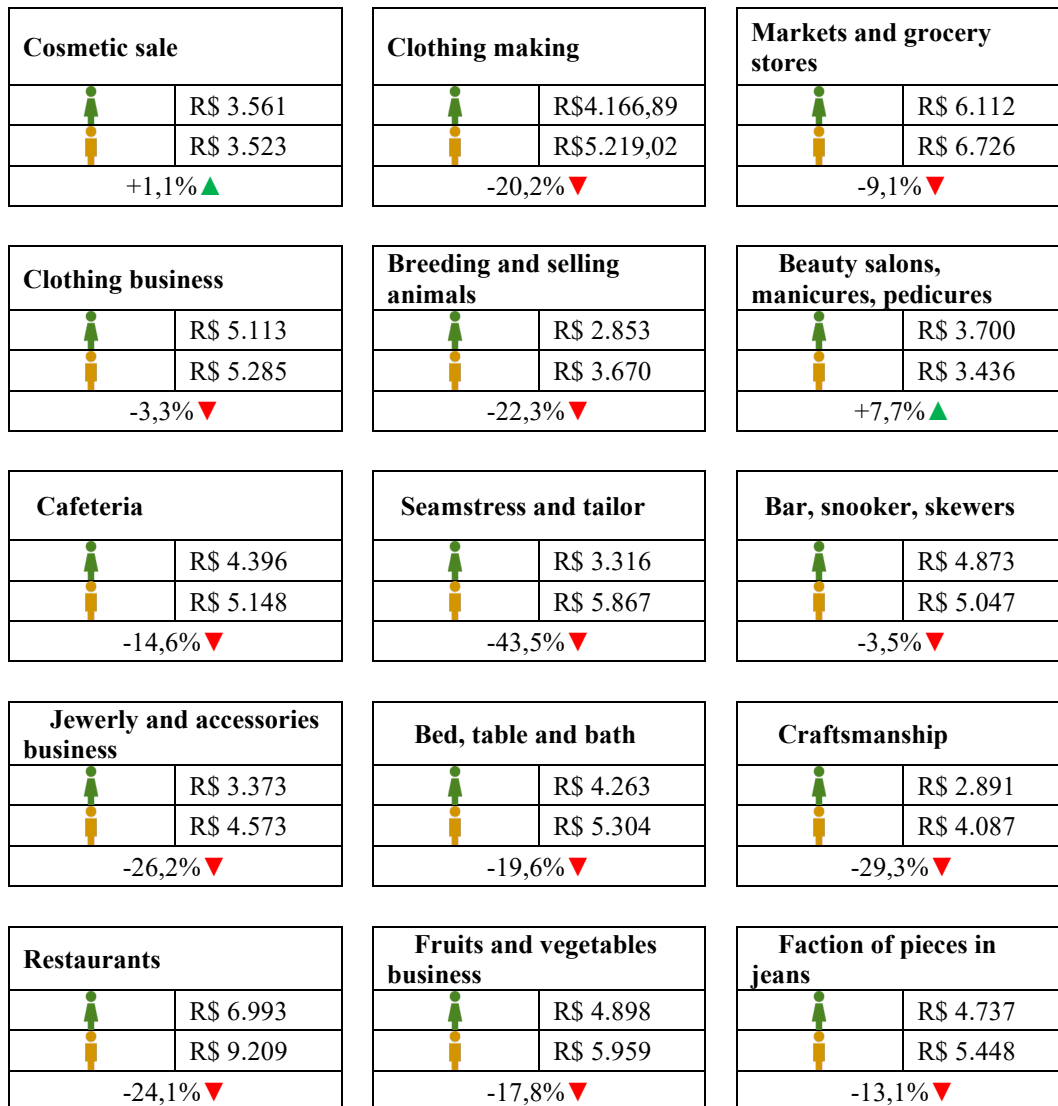 Cosmetic sale
R$ 3.561
R$ 3.523
+1,1%
Clothing making
R$4.166,89
R$5.219,02
-20,2%
Markets and grocery
stores
R$ 6.112
R$ 6.726
-9,1%
Clothing business
R$ 5.113
R$ 5.285
-3,3%
Breeding and selling
animals
R$ 2.853
R$ 3.670
-22,3%
Beauty salons,
manicures, pedicures
R$ 3.700
R$ 3.436
+7,7%
Cafeteria
R$ 4.396
R$ 5.148
-14,6%
Seamstress and tailor
R$ 3.316
R$ 5.867
-43,5%
Bar, snooker, skewers
R$ 4.873
R$ 5.047
-3,5%
Jewerly and accessories
business
R$ 3.373
R$ 4.573
-26,2%
Bed, table and bath
R$ 4.263
R$ 5.304
-19,6%
Craftsmanship
R$ 2.891
R$ 4.087
-29,3%
Restaurants
R$ 6.993
R$ 9.209
-24,1%
Fruits and vegetables
business
R$ 4.898
R$ 5.959
-17,8%
Faction of pieces in
jeans
R$ 4.737
R$ 5.448
-13,1%